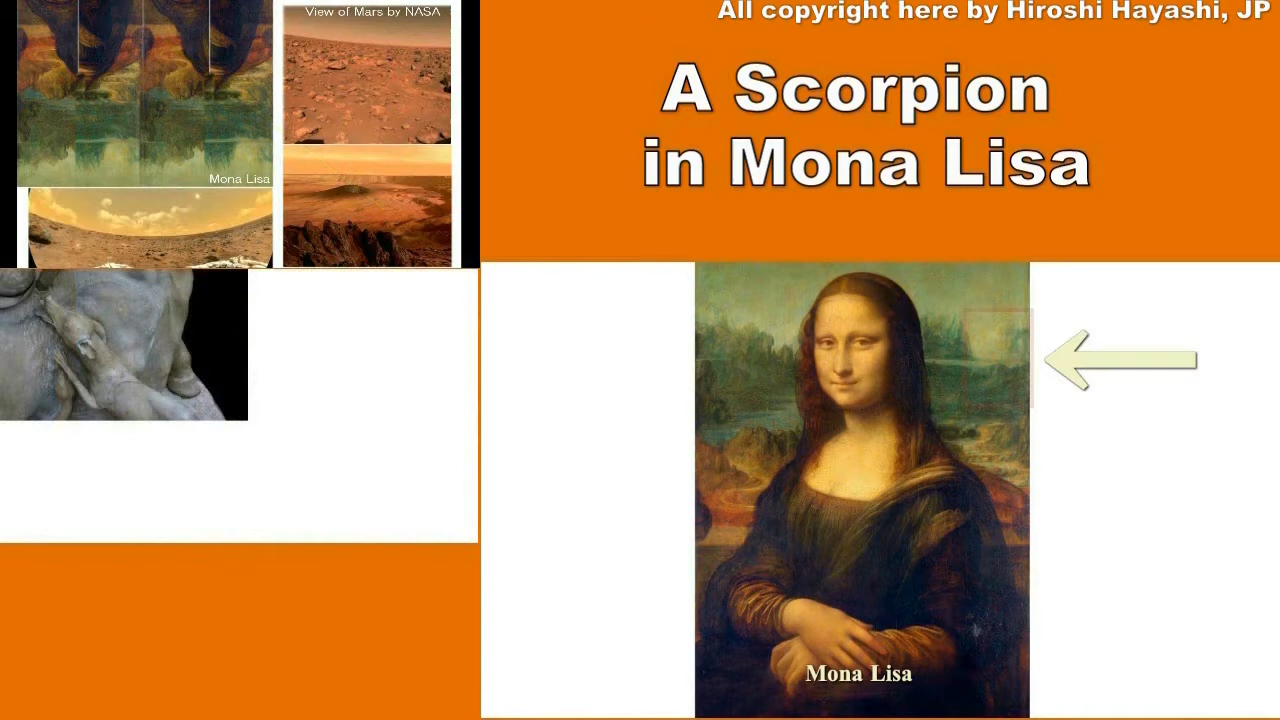 View of Mars by NASA
All copyright here by Hiroshi Hayashi, JP
A Scorpion
in Mona Lisa
Mona Lisa
Mona Lisa